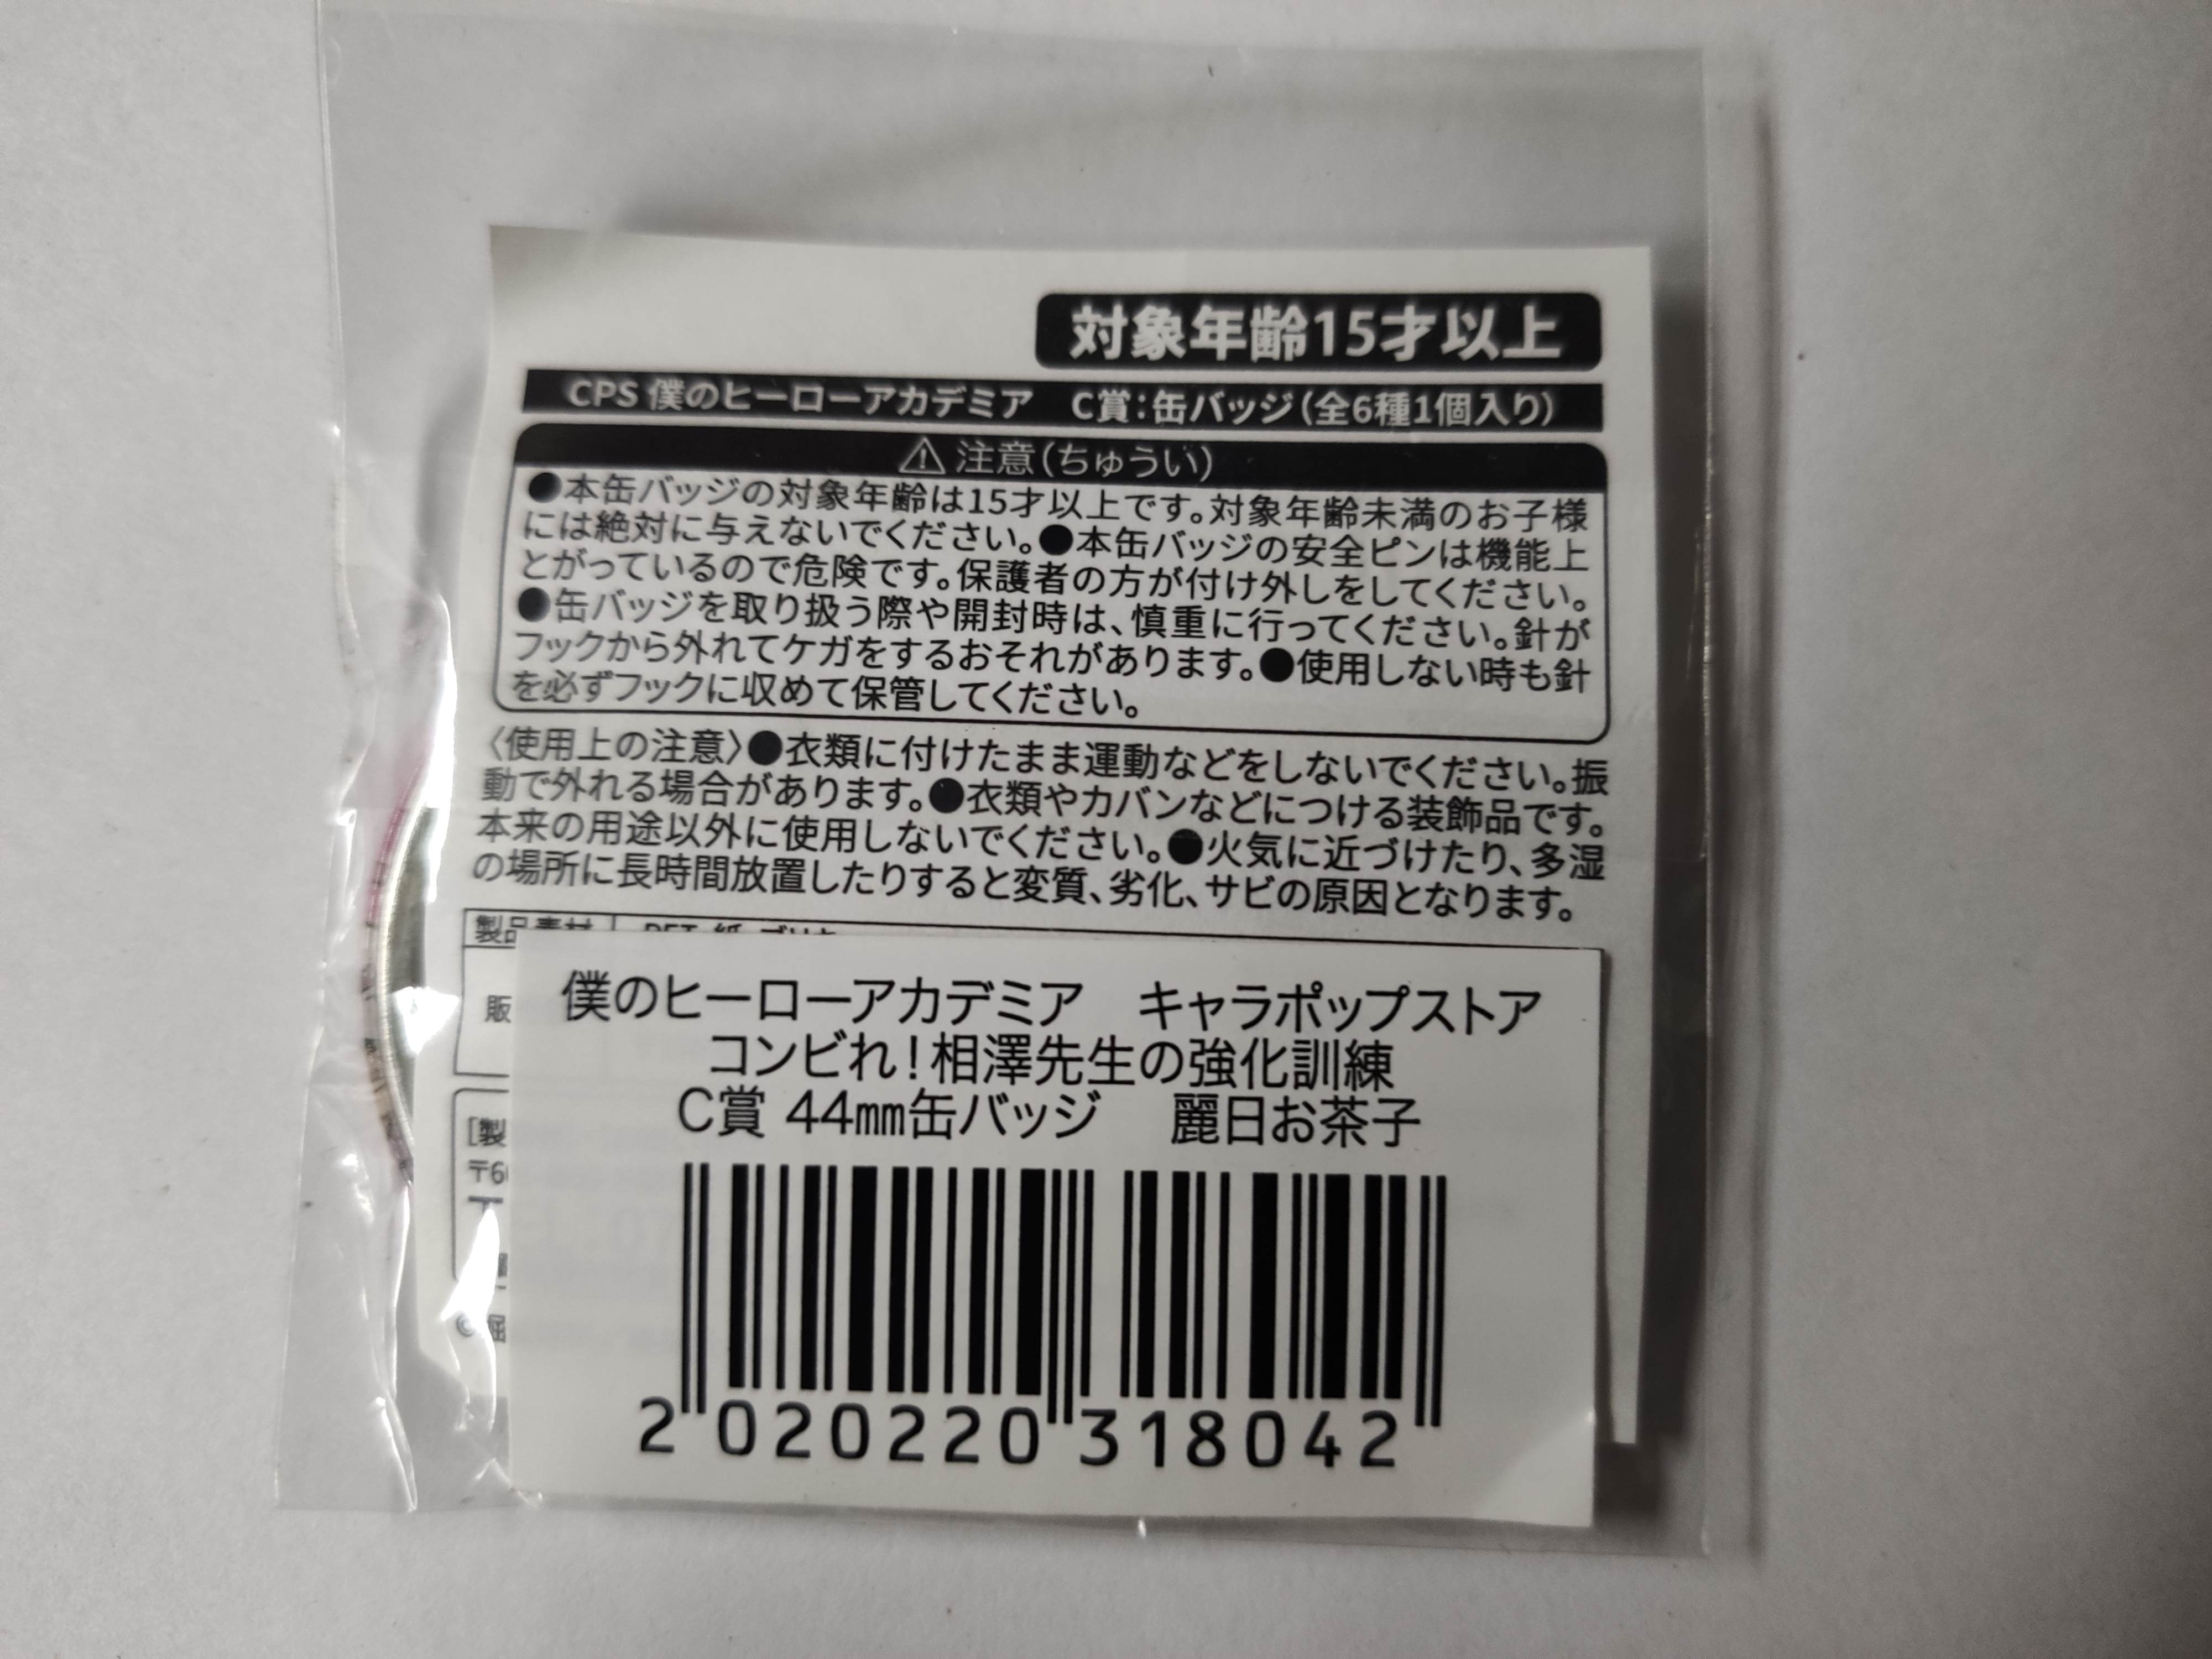 対象年齢15才以上
CPS 僕のヒーローアカデミア　C賞：缶バッジ（全6種1個入り）
⚠注意（ちゅうい）
●本缶バッジの対象年齢は15才以上です。対象年齢未満のお子様
には絶対に与えないでください。●本缶バッジの安全ピンは機能上
とがっているので危険です。保護者の方が付け外しをしてください。
●缶バッジを取り扱う際や開封時は、慎重に行ってください。針が
フックから外れてケガをするおそれがあります。●使用しない時も針
を必ずフックに収めて保管してください。
〈使用上の注意〉●衣類に付けたまま運動などをしないでください。振
動で外れる場合があります。●衣類やカバンなどにつける装飾品です。
本来の用途以外に使用しないでください。●火気に近づけたり、多湿
の場所に長時間放置したりすると変質、劣化、サビの原因となります。
製品素材
販
[製
〒6
©堀
僕のヒーローアカデミア　キャラポップストア
コンビれ！相澤先生の強化訓練
C賞 44㎜缶バッジ　麗日お茶子
2 020220 318042